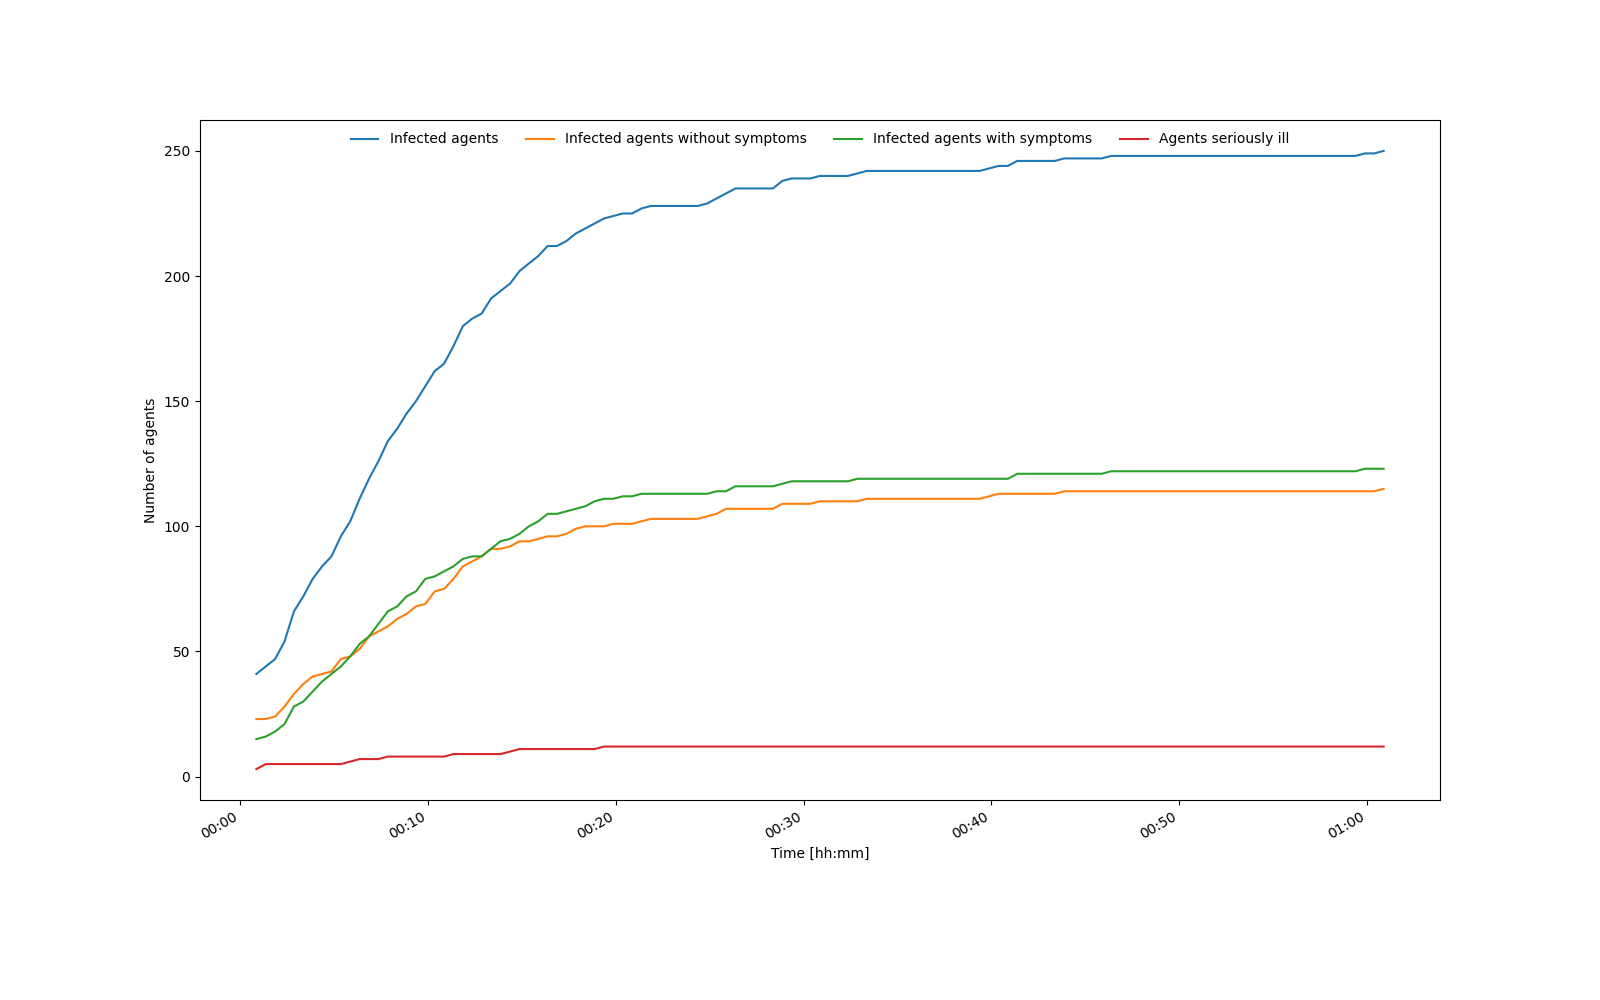 Infected agents Infected agents without symptoms Infected agents with symptoms Agents seriously ill
250
200
150
100
50
0
Number of agents
00:00 00:10 00:20 00:30 00:40 00:50 01:00
Time [hh:mm]